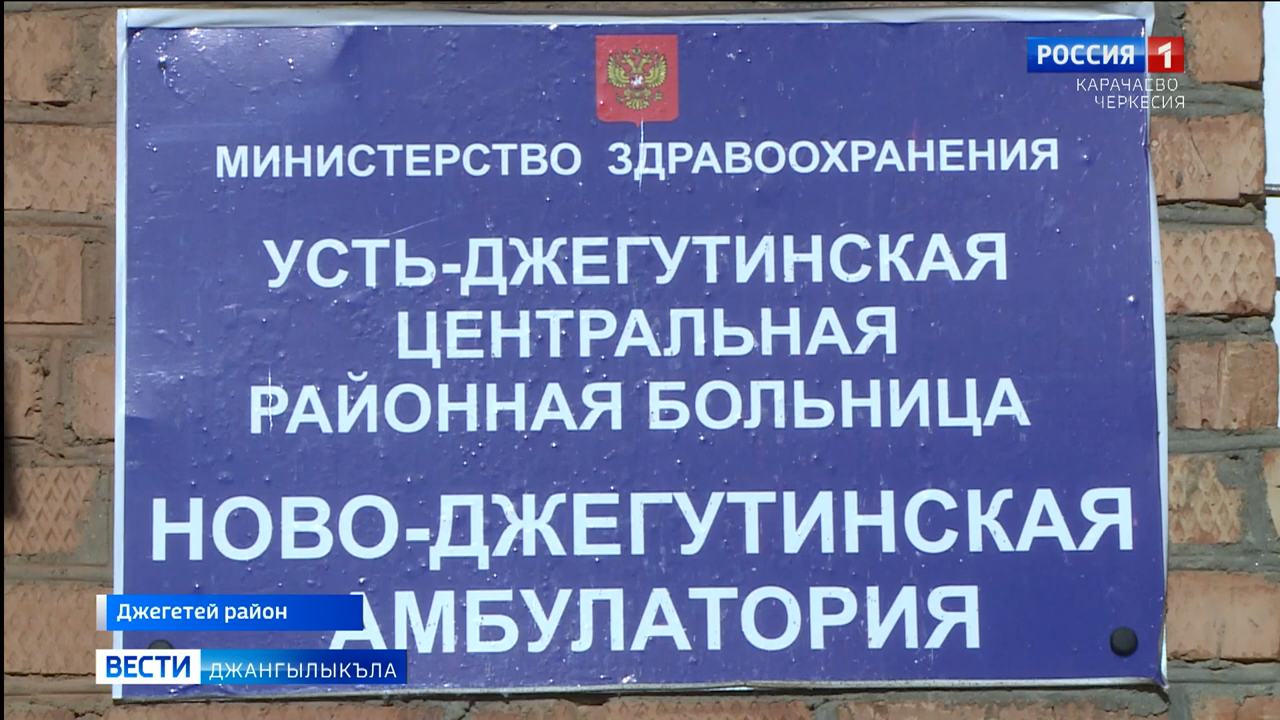 РОССИЯ 1
КАРАЧАЕВО
ЧЕРКЕСИЯ
МИНИСТЕРСТВО ЗДРАВООХРАНЕНИЯ
УСТЬ-ДЖЕГУТИНСКАЯ
ЦЕНТРАЛЬНАЯ
РАЙОННАЯ БОЛЬНИЦА
НОВО-ДЖЕГУТИНСКАЯ
АМБУЛАТОРИЯ
Джегетей район
ВЕСТИ ДЖАНГЫЛЫКЪЛА